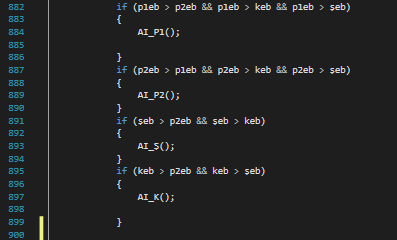 882 if (p1eb > p2eb && p1eb > keb && p1eb > şeb)
883 {
884 AI_P1();
885
886 }
887 if (p2eb > p1eb && p2eb > keb && p2eb > şeb)
888 {
889 AI_P2();
890 }
891 if (şeb > p2eb && şeb > keb)
892 {
893 AI_Ş();
894 }
895 if (keb > p2eb && keb > şeb)
896 {
897 AI_K();
898
899 }
900